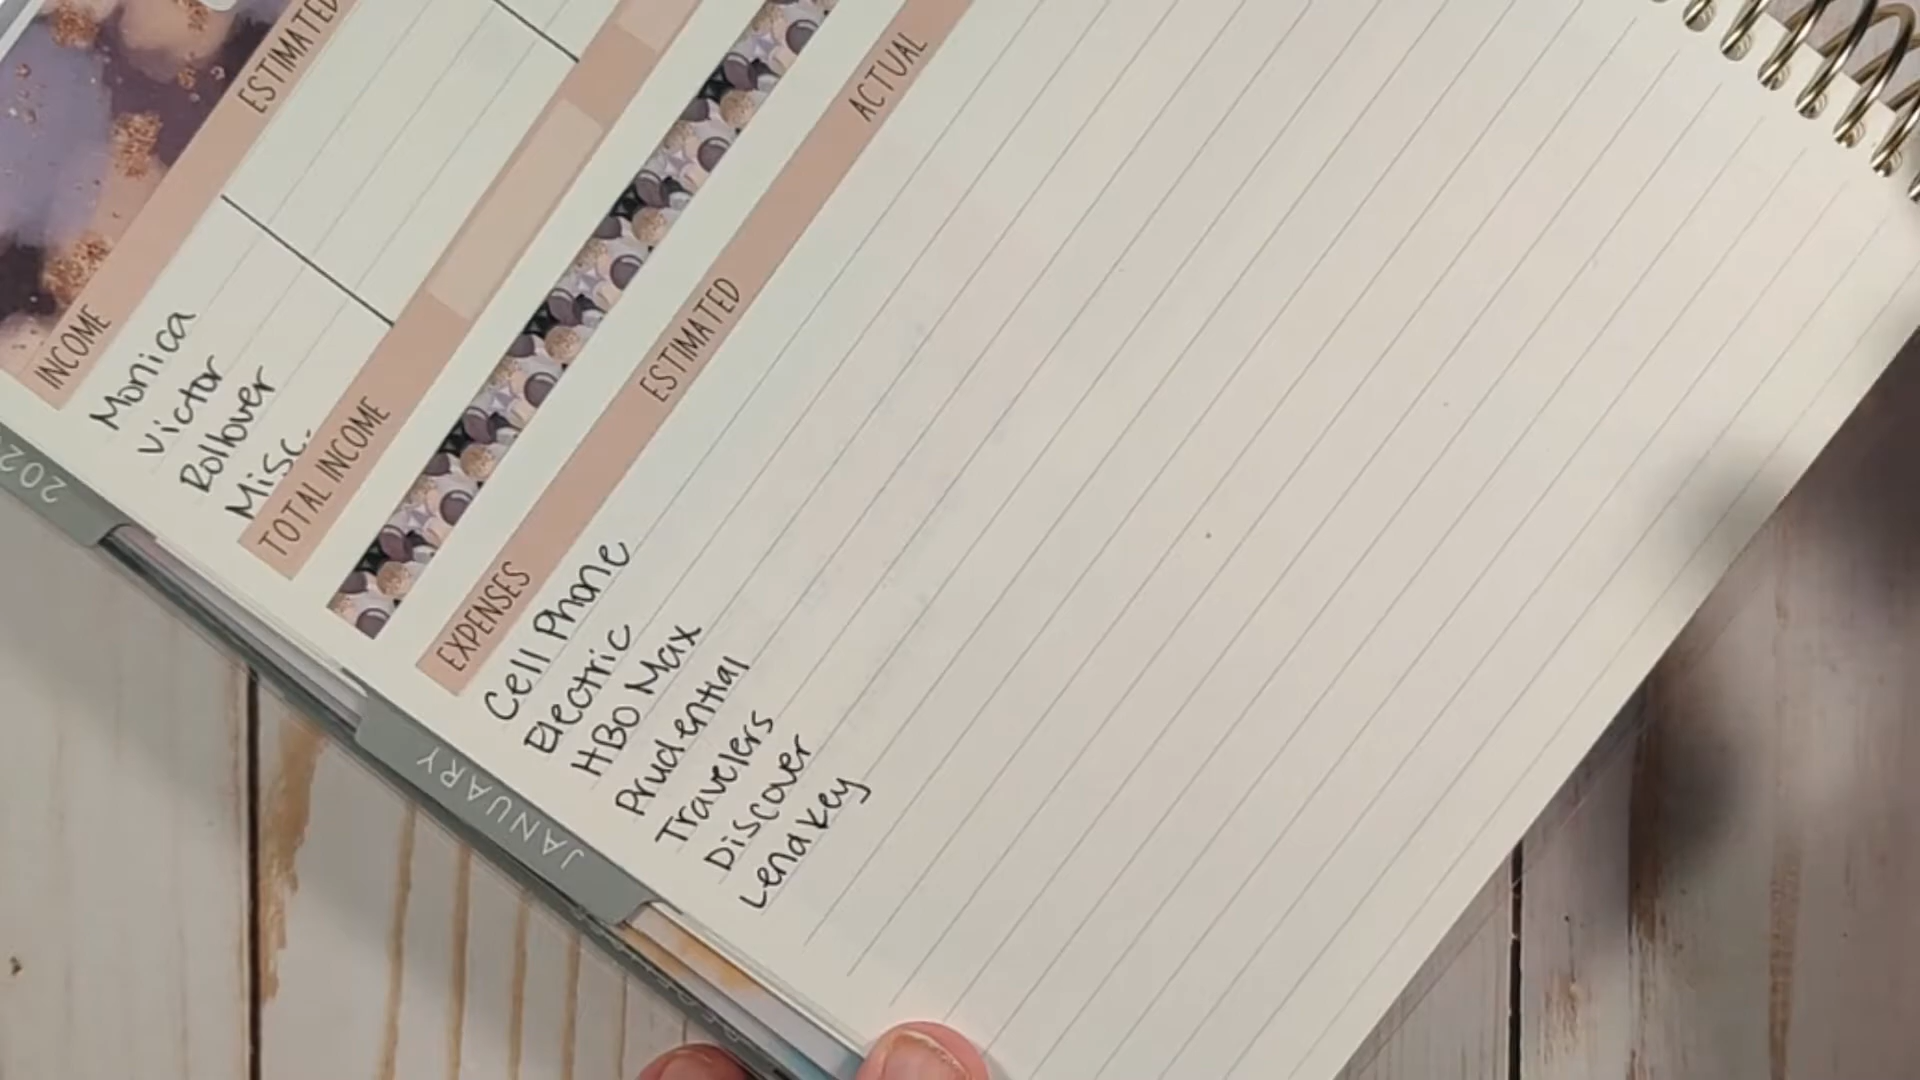 INCOME ESTIMATED
Monica
Victor
Rollover
Misc.
TOTAL INCOME
EXPENSES ESTIMATED ACTUAL
Cell Phone
Electric
HBO Max
Prudential
Travelers
Discover
Lendkey
JANUARY